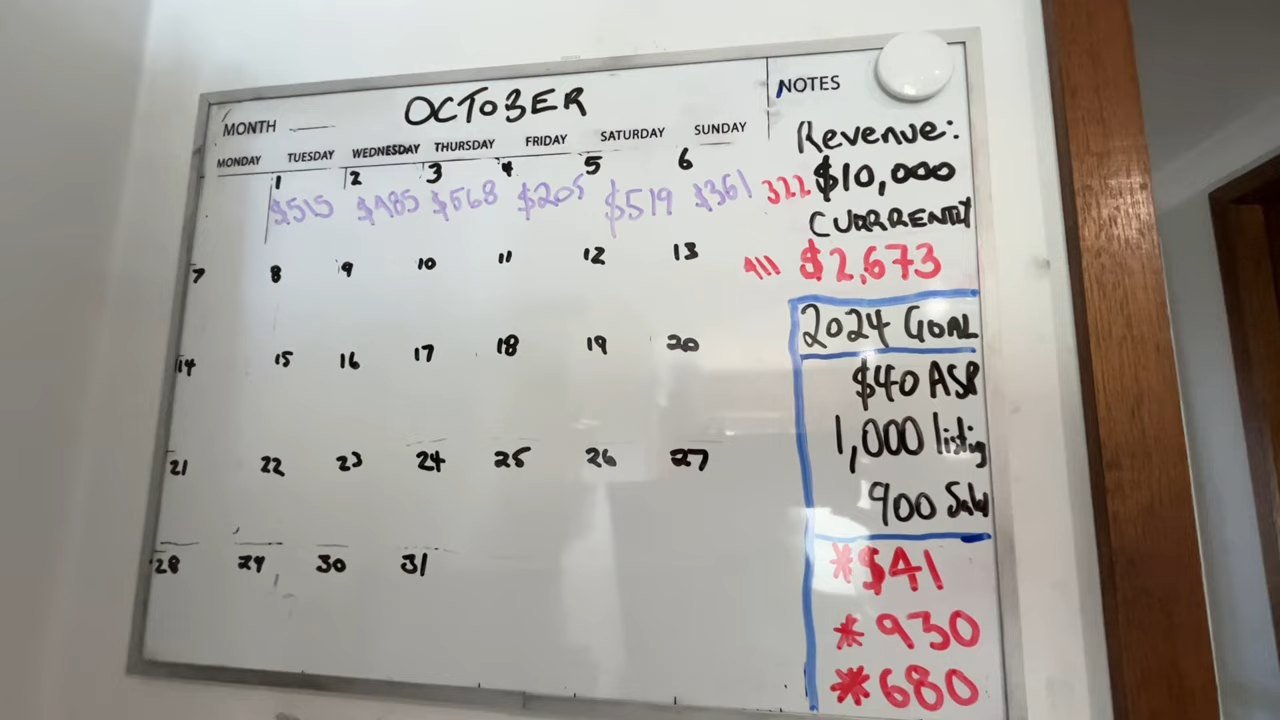 MONTH OCTOBER
NOTES
MONDAY TUESDAY WEDNESDAY THURSDAY FRIDAY SATURDAY SUNDAY
Revenue:
1 2 3 4 5 6
$10,000
$515 $485 $568 $205 $519 $361 322
CURRRENTLY
7 8 9 10 11 12 13
$2,673
2024 GOAL
14 15 16 17 18 19 20
$40 ASP
1,000 listing
21 22 23 24 25 26 27
900 Sales
28 29 30 31
*$41
*930
*680